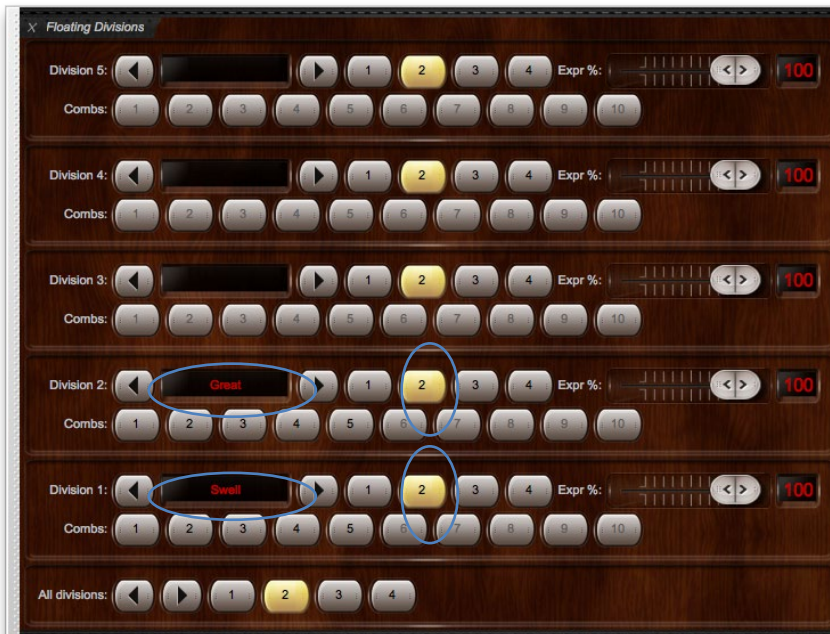 X Floating Divisions
Division 5: 1 2 3 4 Expr %: < > 100
Combs: 1 2 3 4 5 6 7 8 9 10
Division 4: 1 2 3 4 Expr %: < > 100
Combs: 1 2 3 4 5 6 7 8 9 10
Division 3: 1 2 3 4 Expr %: < > 100
Combs: 1 2 3 4 5 6 7 8 9 10
Division 2: Great 1 2 3 4 Expr %: < > 100
Combs: 1 2 3 4 5 6 7 8 9 10
Division 1: Swell 1 2 3 4 Expr %: < > 100
Combs: 1 2 3 4 5 6 7 8 9 10
All divisions: 1 2 3 4